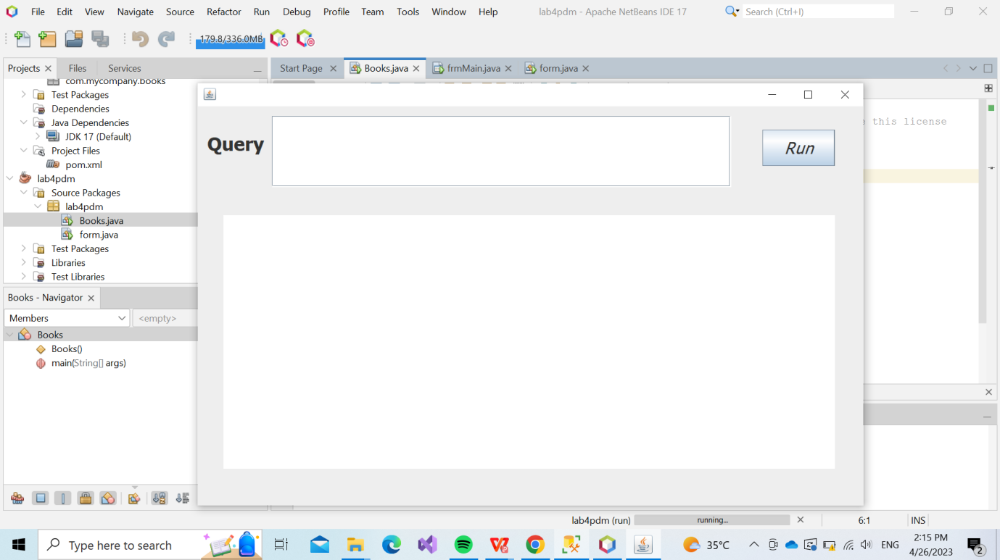 File Edit View Navigate Source Refactor Run Debug Profile Team Tools Window Help lab4pdm - Apache NetBeans IDE 17 Search (Ctrl+I)
179.8/336.0MB
Projects Files Services Start Page Books.java frmMain.java form.java
com.mycompany.books
Test Packages
Dependencies
Java Dependencies
JDK 17 (Default)
Project Files
pom.xml
lab4pdm
Source Packages
lab4pdm
Books.java
form.java
Test Packages
Libraries
Test Libraries
this license
Query
Run
Books - Navigator
Members <empty>
Books
Books()
main(String[] args)
lab4pdm (run) running... 6:1 INS
Type here to search
35°C ENG 2:15 PM
4/26/2023
2